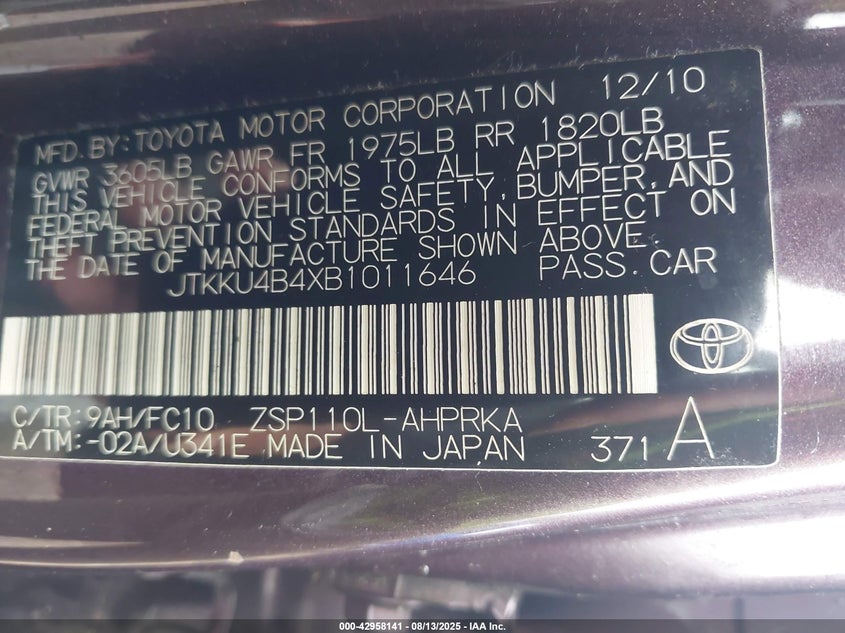 MFD. BY: TOYOTA MOTOR CORPORATION 12/10
GVWR 3605LB GAWR FR 1975LB RR 1820LB
THIS VEHICLE CONFORMS TO ALL APPLICABLE
FEDERAL MOTOR VEHICLE SAFETY, BUMPER, AND
THEFT PREVENTION STANDARDS IN EFFECT ON
THE DATE OF MANUFACTURE SHOWN ABOVE.
JTKKU4B4XB1011646 PASS. CAR
C/TR: 9AH/FC10 ZSP110L-AHPRKA
A/TM: -02A/U341E MADE IN JAPAN 371 A
000-42958141 - 08/13/2025 - IAA Inc.